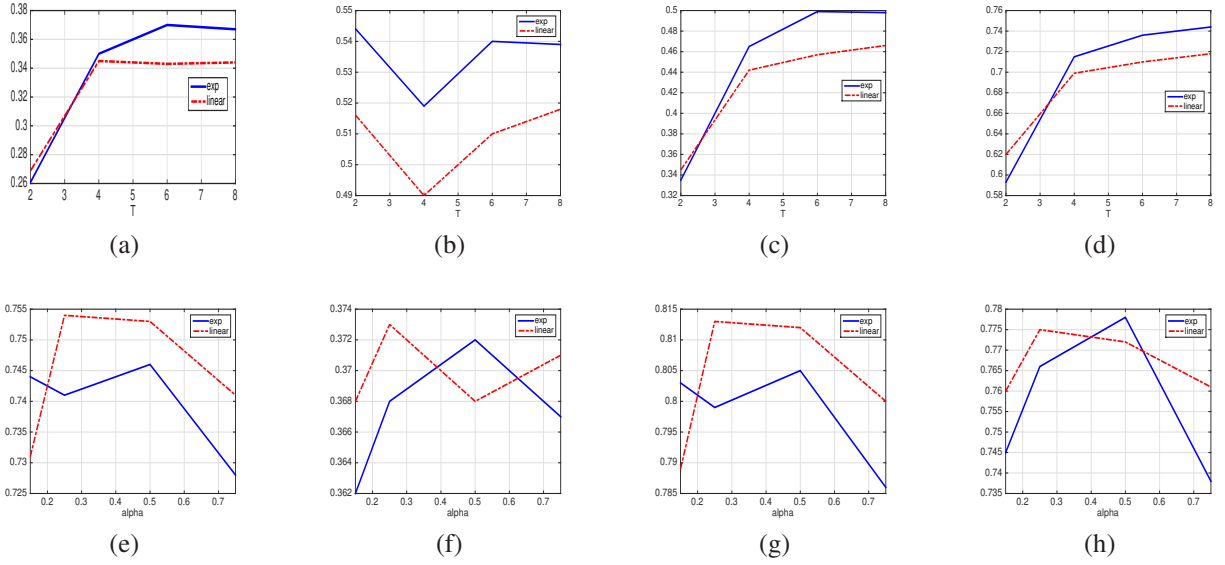 0.38
0.36
0.34
0.32
0.3
0.28
0.26
2 3 4 5 6 7 8
T
exp
linear
(a)
0.55
0.54
0.53
0.52
0.51
0.5
0.49
2 3 4 5 6 7 8
T
exp
linear
(b)
0.5
0.48
0.46
0.44
0.42
0.4
0.38
0.36
0.34
0.32
2 3 4 5 6 7 8
T
exp
linear
(c)
0.76
0.74
0.72
0.7
0.68
0.66
0.64
0.62
0.6
0.58
2 3 4 5 6 7 8
T
exp
linear
(d)
0.755
0.75
0.745
0.74
0.735
0.73
0.725
0.2 0.3 0.4 0.5 0.6 0.7
alpha
exp
linear
(e)
0.374
0.372
0.37
0.368
0.366
0.364
0.362
0.2 0.3 0.4 0.5 0.6 0.7
alpha
exp
linear
(f)
0.815
0.81
0.805
0.8
0.795
0.79
0.785
0.2 0.3 0.4 0.5 0.6 0.7
alpha
exp
linear
(g)
0.78
0.775
0.77
0.765
0.76
0.755
0.75
0.745
0.74
0.735
0.2 0.3 0.4 0.5 0.6 0.7
alpha
exp
linear
(h)